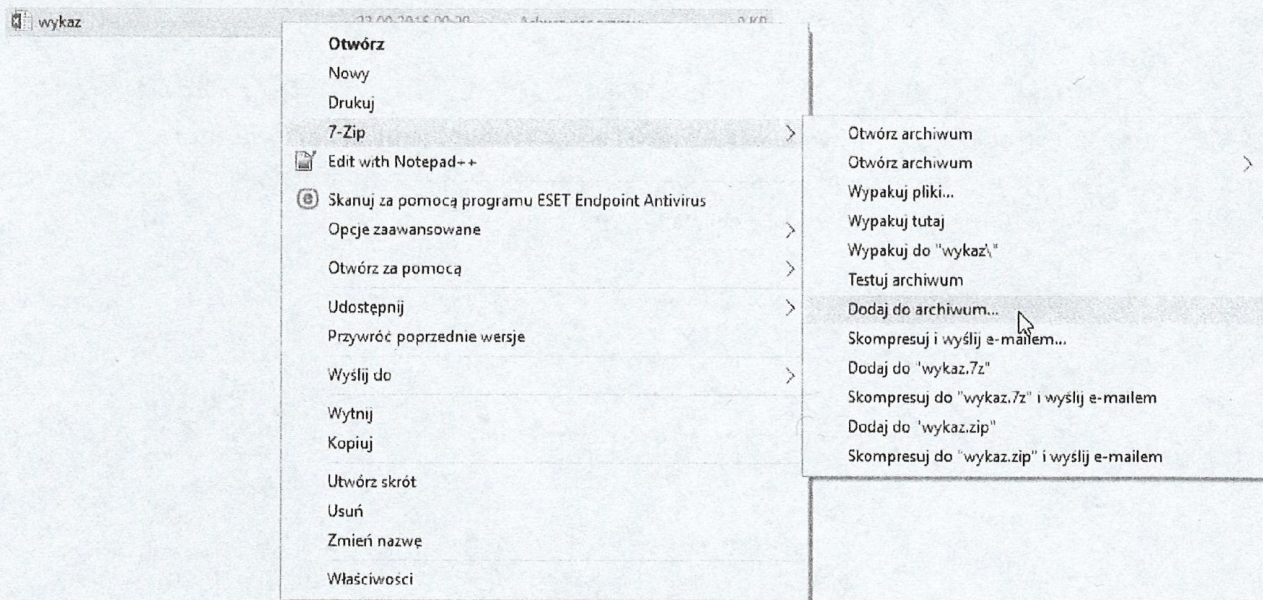 wykaz
Otwórz
Nowy
Drukuj
7-Zip
Edit with Notepad++
Skanuj za pomocą programu ESET Endpoint Antivirus
Opcje zaawansowane
Otwórz za pomocą
Udostępnij
Przywróć poprzednie wersje
Wyślij do
Wytnij
Kopiuj
Utwórz skrót
Usuń
Zmień nazwę
Właściwości
Otwórz archiwum
Otwórz archiwum
Wypakuj pliki...
Wypakuj tutaj
Wypakuj do "wykaz\"
Testuj archiwum
Dodaj do archiwum...
Skompresuj i wyślij e-mailem...
Dodaj do "wykaz.7z"
Skompresuj do "wykaz.7z" i wyślij e-mailem
Dodaj do "wykaz.zip"
Skompresuj do "wykaz.zip" i wyślij e-mailem